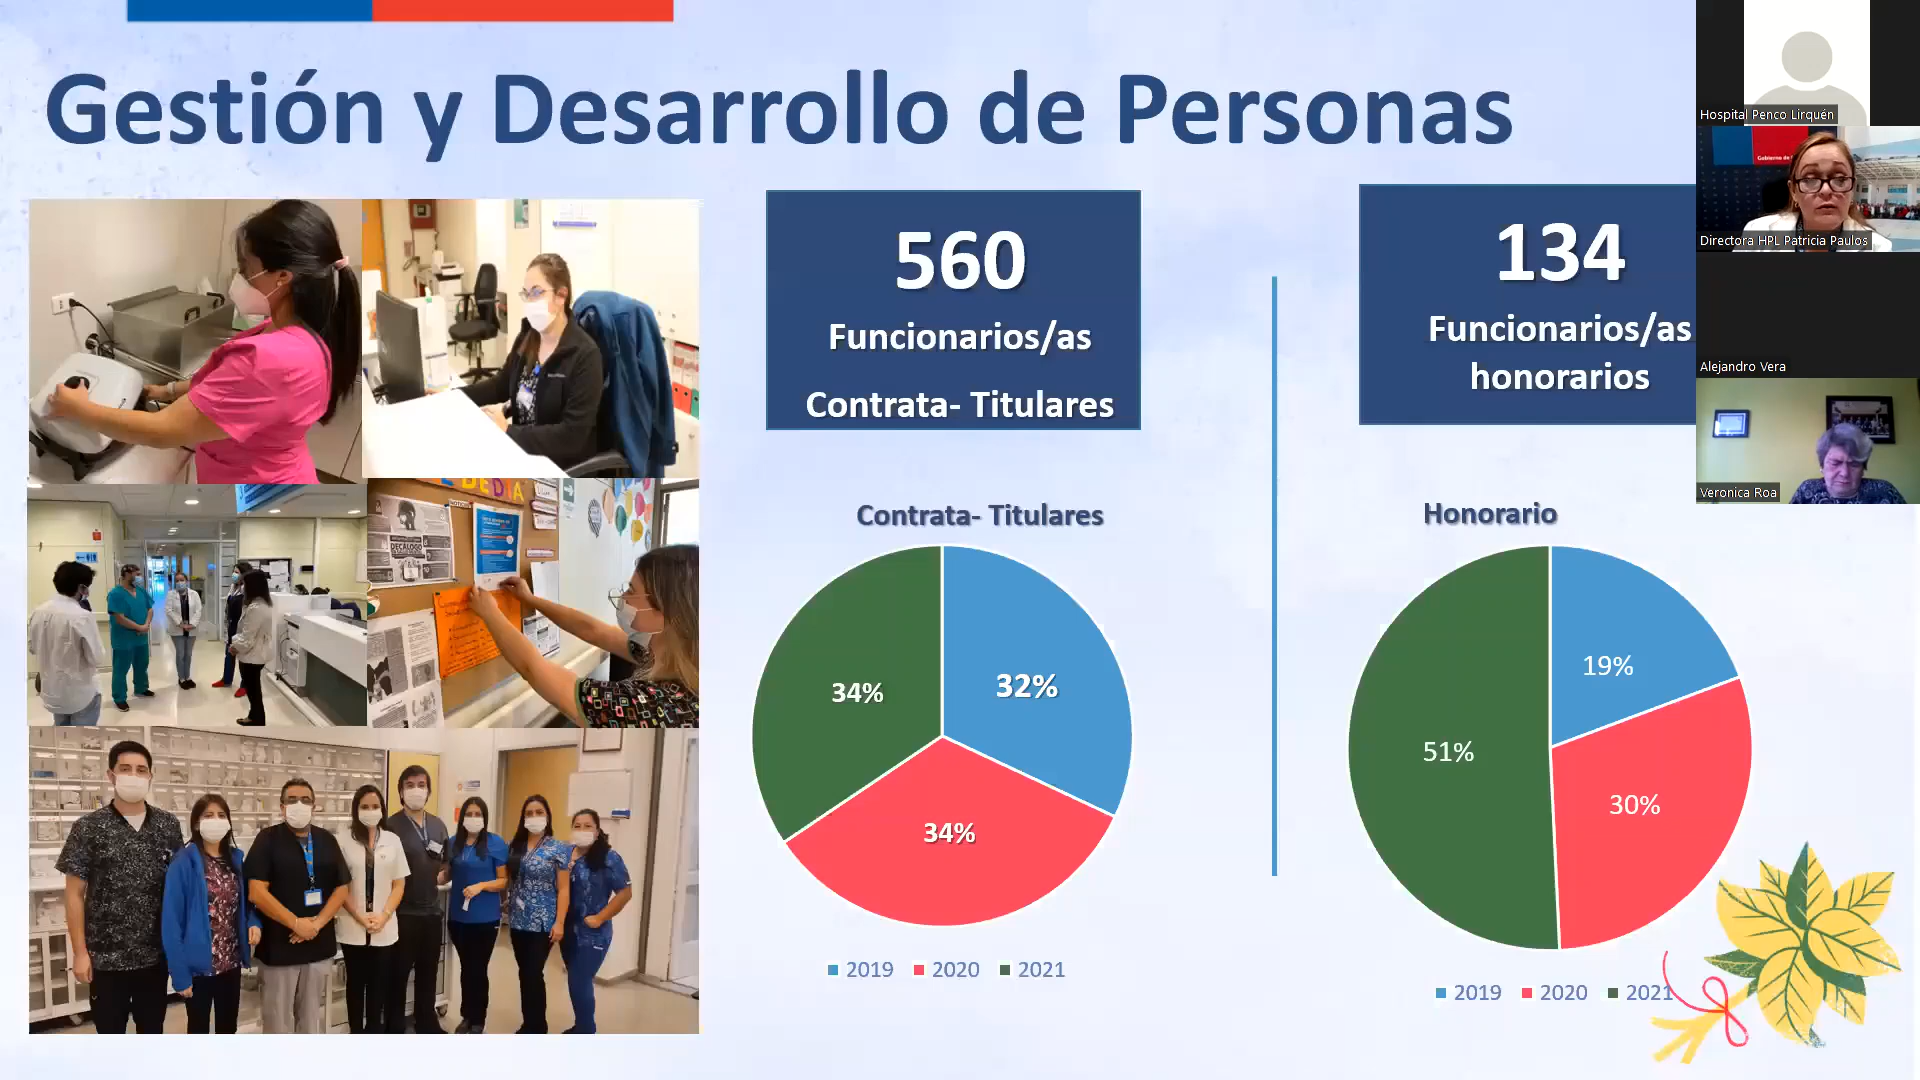 Gestión y Desarrollo de Personas
560
Funcionarios/as
Contrata- Titulares
134
Funcionarios/as
honorarios
Contrata- Titulares
32%
34%
34%
2019 2020 2021
Honorario
19%
30%
51%
2019 2020 2021
Hospital Penco Lirquén
Directora HPL Patricia Paulos
Alejandro Vera
Veronica Roa
DECÁLOGO